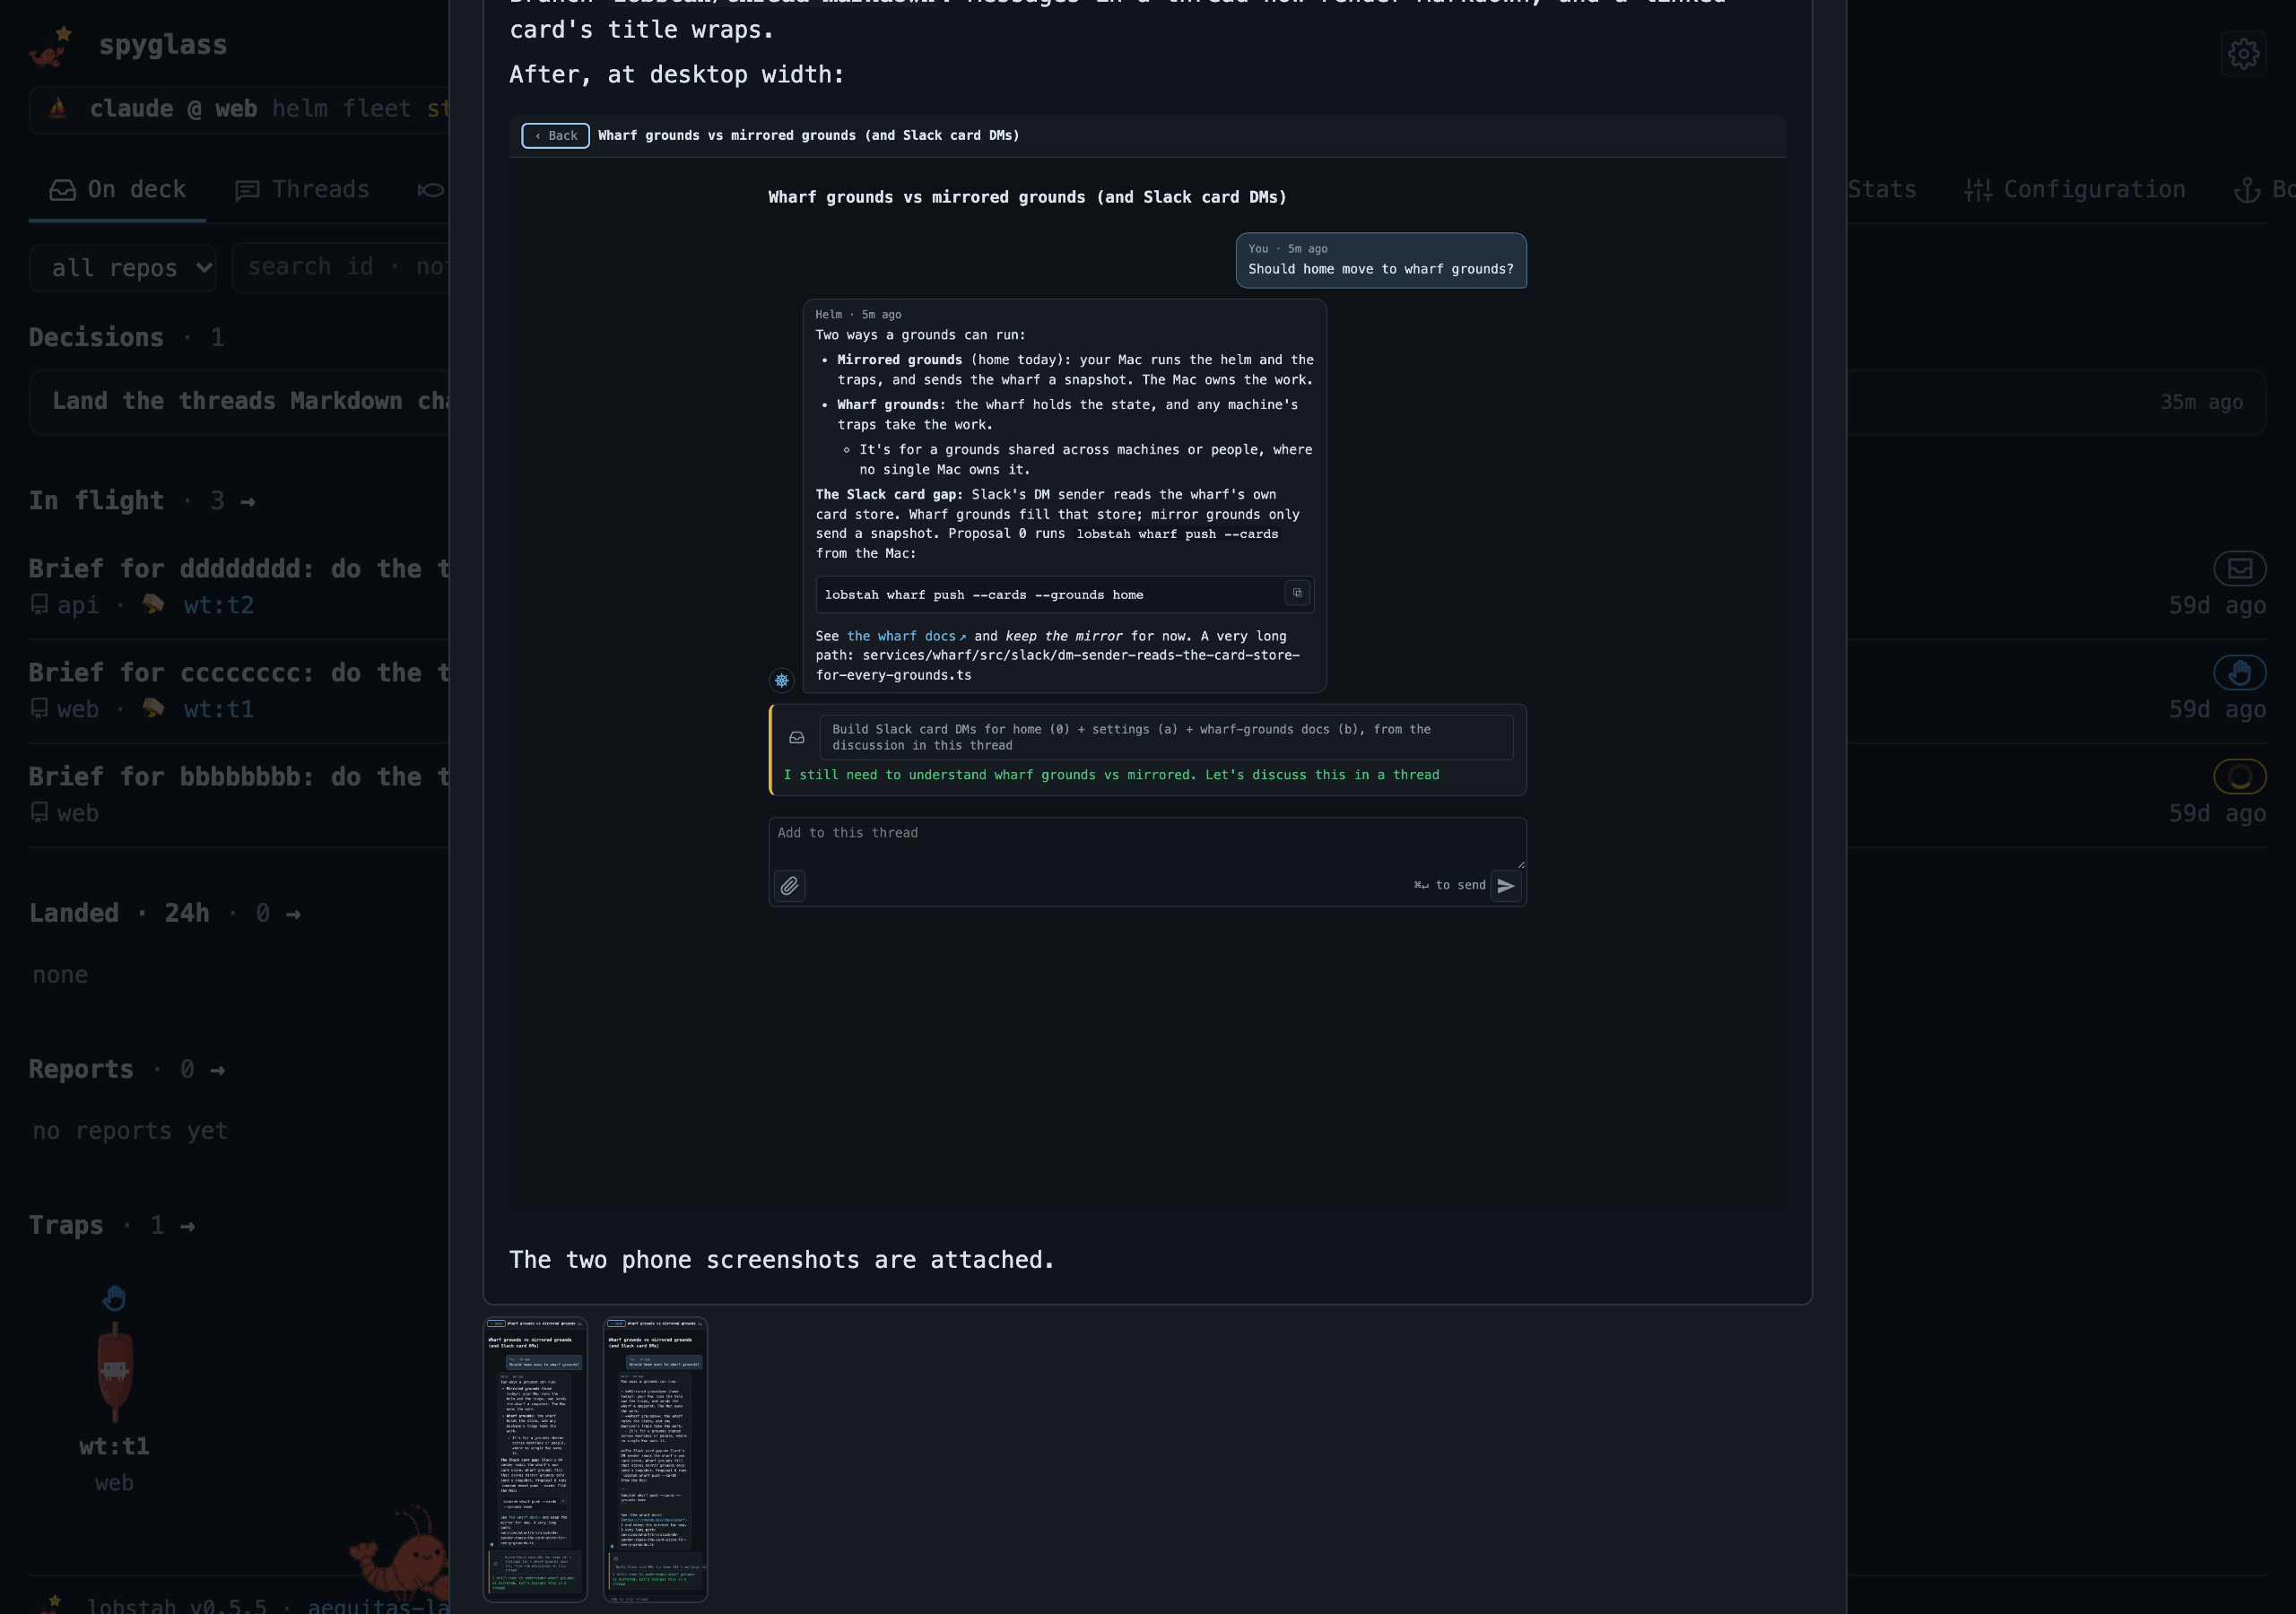 spyglass
claude @ web helm fleet st
On deck
Threads
Stats
Configuration
Bo
all repos
search id · no
Decisions · 1
Land the threads Markdown cha
35m ago
In flight · 3 →
Brief for dddddddd: do the t
api · wt:t2
59d ago
Brief for cccccccc: do the t
web · wt:t1
59d ago
Brief for bbbbbbbb: do the t
web
59d ago
Landed · 24h · 0 →
none
Reports · 0 →
no reports yet
Traps · 1 →
wt:t1
web
lobstah v0.5.5 · aequitas-la
card's title wraps.
After, at desktop width:
‹ Back
Wharf grounds vs mirrored grounds (and Slack card DMs)
Wharf grounds vs mirrored grounds (and Slack card DMs)
You · 5m ago
Should home move to wharf grounds?
Helm · 5m ago
Two ways a grounds can run:
• Mirrored grounds (home today): your Mac runs the helm and the
traps, and sends the wharf a snapshot. The Mac owns the work.
• Wharf grounds: the wharf holds the state, and any machine's
traps take the work.
◦ It's for a grounds shared across machines or people, where
no single Mac owns it.
The Slack card gap: Slack's DM sender reads the wharf's own
card store. Wharf grounds fill that store; mirror grounds only
send a snapshot. Proposal 0 runs lobstah wharf push --cards
from the Mac:
lobstah wharf push --cards --grounds home
See the wharf docs↗ and keep the mirror for now. A very long
path: services/wharf/src/slack/dm-sender-reads-the-card-store-
for-every-grounds.ts
Build Slack card DMs for home (0) + settings (a) + wharf-grounds docs (b), from the
discussion in this thread
I still need to understand wharf grounds vs mirrored. Let's discuss this in a thread
Add to this thread
⌘↵ to send
The two phone screenshots are attached.